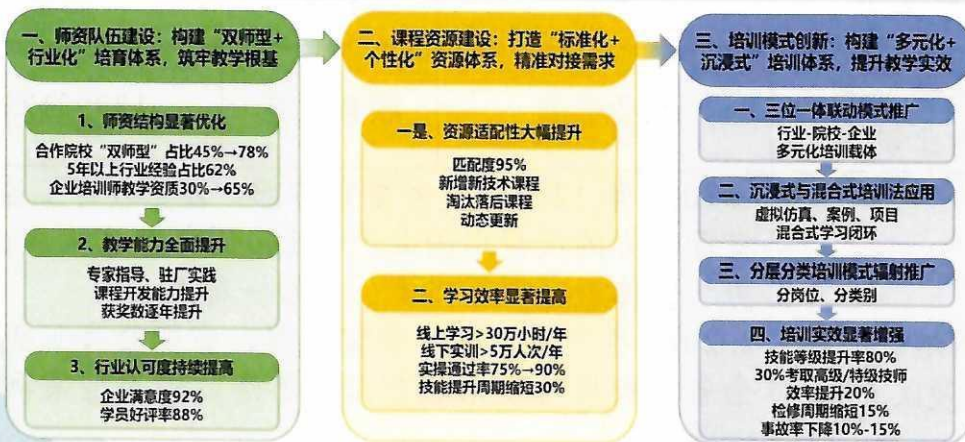 一、师资队伍建设：构建“双师型+
行业化”培育体系，筑牢教学根基
1、师资结构显著优化
合作院校“双师型”占比45%→78%
5年以上行业经验占比62%
企业培训师教学资质30%→65%
2、教学能力全面提升
专家指导、驻厂实践
课程开发能力提升
获奖数逐年提升
3、行业认可度持续提高
企业满意度92%
学员好评率88%
二、课程资源建设：打造“标准化+
个性化”资源体系，精准对接需求
一是、资源适配性大幅提升
匹配度95%
新增新技术课程
淘汰落后课程
动态更新
二、学习效率显著提高
线上学习>30万小时/年
线下实训>5万人次/年
实操通过率75%→90%
技能提升周期缩短30%
三、培训模式创新：构建“多元化+
沉浸式”培训体系，提升教学实效
一、三位一体联动模式推广
行业-院校-企业
多元化培训载体
二、沉浸式与混合式培训法应用
虚拟仿真、案例、项目
混合式学习闭环
三、分层分类培训模式辐射推广
分岗位、分类别
四、培训实效显著增强
技能等级提升率80%
30%考取高级/特级技师
效率提升20%
检修周期缩短15%
事故率下降10%-15%